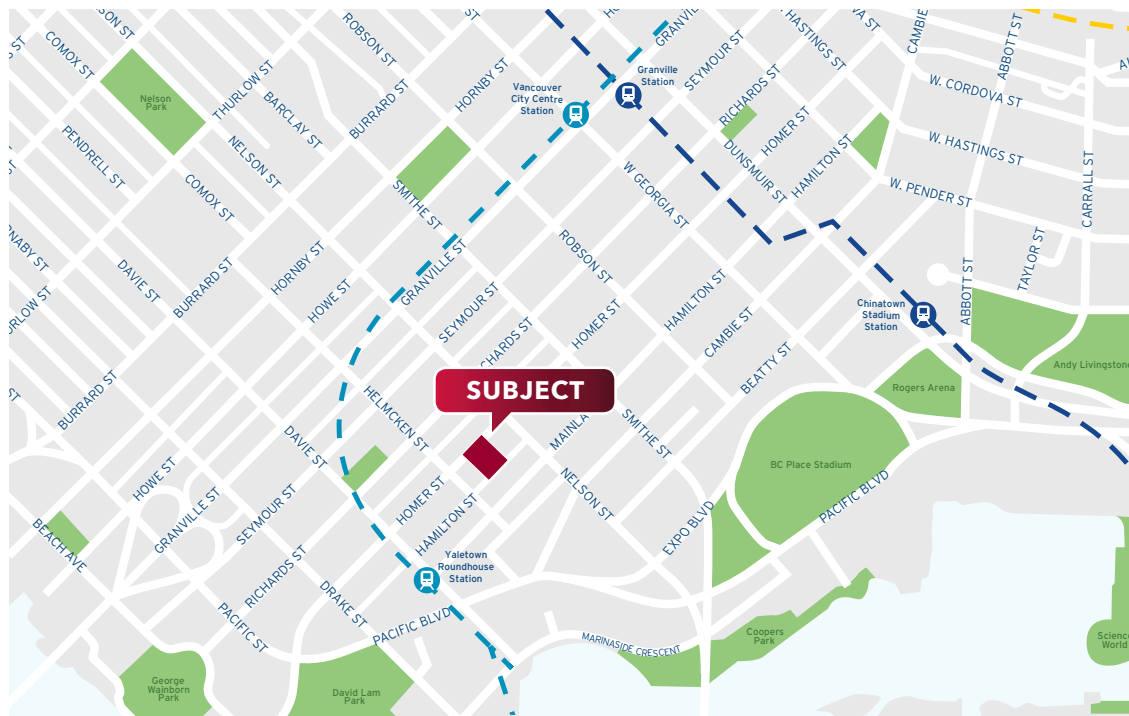 SON ST
COMOX ST
THURLOW ST
BARCLAY ST
ROBSON ST
BURRARD ST
HORNBY ST
Vancouver
City Centre
Station
Granville
Station
SEYMOUR ST
RICHARDS ST
HASTINGS ST
CAMBIE
ABBOTT ST
W. CORDOVA ST
W. HASTINGS ST
W. PENDER ST
CARRALL ST
Nelson
Park
PENDRELL ST
NELSON ST
COMOX ST
HOMER ST
HAMILTON ST
DUNSMUIR ST
W GEORGIA ST
SMITHE ST
DAVIE ST
BURRARD ST
HORNBY ST
HOWE ST
GRANVILLE ST
SEYMOUR ST
ROBSON ST
HOMER ST
HAMILTON ST
CAMBIE ST
BEATTY ST
ABBOTT ST
TAYLOR ST
Chinatown
Stadium
Station
Andy Livingstone
Rogers Arena
BC Place Stadium
PACIFIC BLVD
EXPO BLVD
CHARDS ST
SUBJECT
MAINLA
SMITHE ST
NELSON ST
HELMCKEN ST
DAVIE ST
HOMER ST
HAMILTON ST
BURRARD ST
HOWE ST
GRANVILLE ST
SEYMOUR ST
RICHARDS ST
BEACH AVE
PACIFIC ST
DRAKE ST
PACIFIC BLVD
Yaletown
Roundhouse
Station
MARINASIDE CRESCENT
Coopers
Park
Science
World
George
Wainborn
Park
David Lam
Park